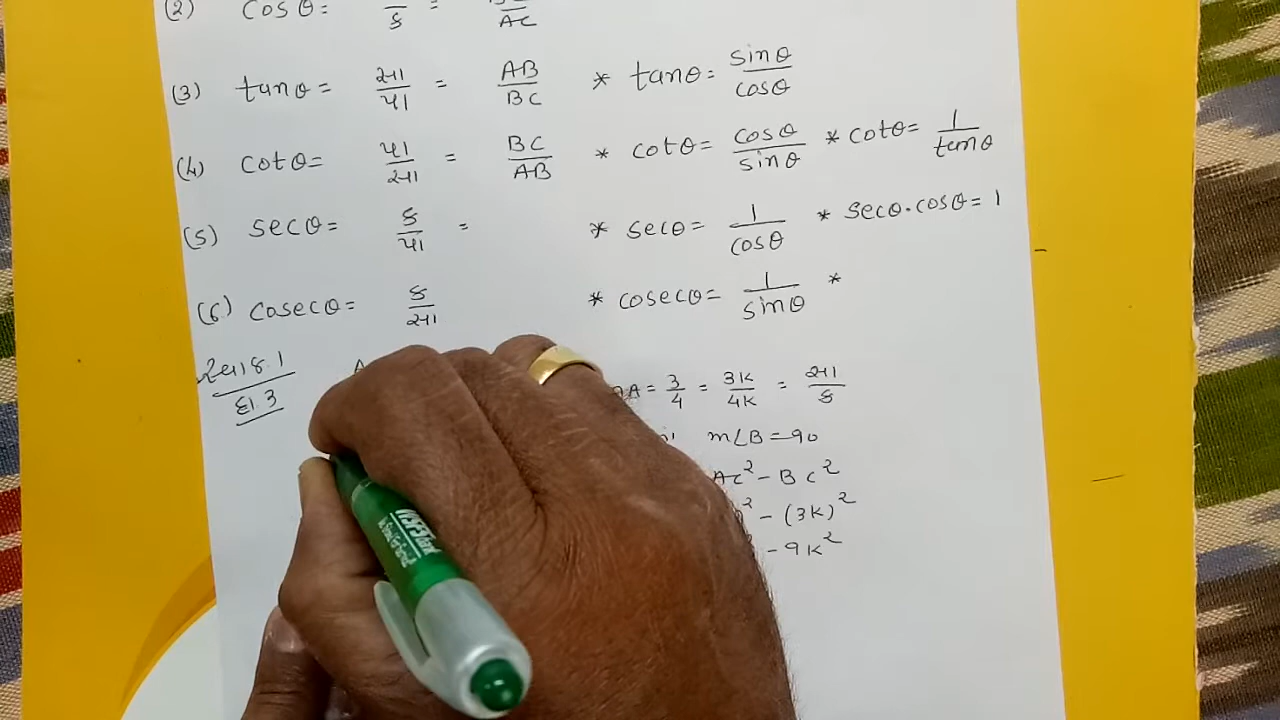 (2) cosθ = — ક = — AC
(3) tanθ = સા/પા = AB/BC * tanθ = sinθ/cosθ
(4) cotθ = પા/સા = BC/AB * cotθ = cosθ/sinθ * cotθ = 1/tanθ
(5) secθ = ક/પા = * secθ = 1/cosθ * secθ.cosθ = 1
(6) cosecθ = ક/સા * cosecθ = 1/sinθ *
સ્વા8.1
દા.3
A = 3/4 = 3K/4K = સા/ક
m∠B = 90
AC² - BC²
² - (3K)²
- 9K²